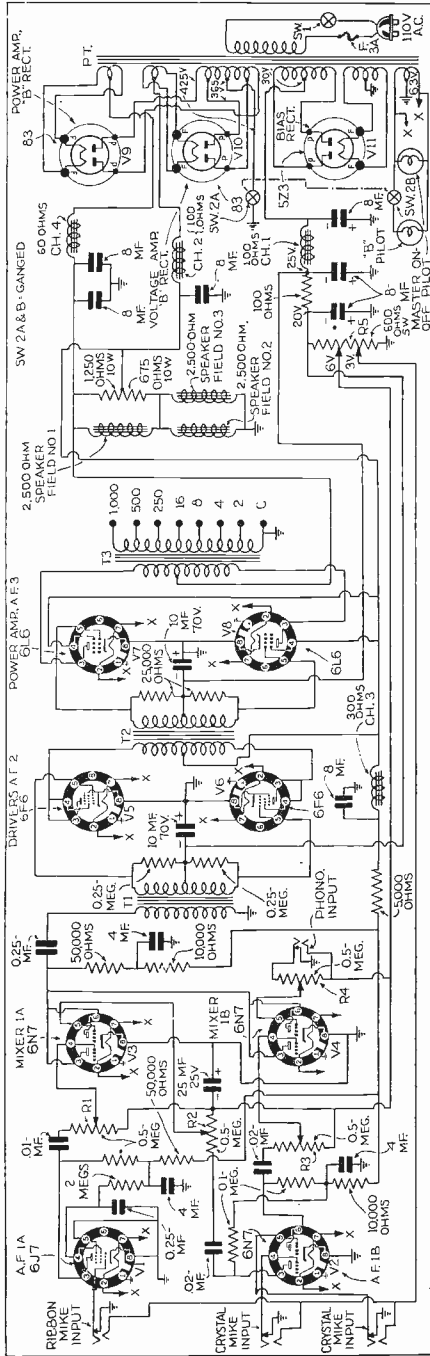 RIBBON MIKE INPUT
A.F. 1A
6J7
V1
.01-MF.
R1
2 MEGS.
0.5-MEG.
0.25-MF.
4 MF.
50,000 OHMS
MIXER 1A
6N7
V3
0.25-MF.
50,000 OHMS
4 MF.
10,000 OHMS
25 MF.
25V.
R2
0.5-MEG.
.02-MF.
0.1-MEG.
.02-MF.
6N7
A.F. 1B
CRYSTAL MIKE INPUT
CRYSTAL MIKE INPUT
R3
0.5-MEG.
4 MF.
10,000 OHMS
MIXER 1B
6N7
V4
R4
0.5-MEG.
PHONO. INPUT
5,000 OHMS
DRIVERS A.F. 2
6F6
V5
T1
0.25-MEG.
0.25-MEG.
10 MF.
70V.
V6
6F6
8 MF.
300 OHMS
CH. 3
POWER AMP., A.F. 3
6L6
V7
T2
25,000 OHMS
10 MF.
70V.
V8
6L6
T3
1,000
500
250
16
8
4
2
C
2,500 OHM SPEAKER FIELD NO. 1
1,250 OHMS 10 W.
675 OHMS 10 W.
2,500-OHM SPEAKER FIELD NO. 3
2,500-OHM SPEAKER FIELD NO. 2
SW 2A & B = GANGED
60 OHMS
CH. 4
8 MF.
8 MF.
VOLTAGE AMP. "B" RECT.
CH. 2 {100 OHMS
8 MF.
SW. 2A
POWER AMP. "B" RECT.
83
V9
V10
83
P.T.
425V.
365V.
30V.
100 OHMS
CH. 1
25V.
100 OHMS
20V.
BIAS RECT.
5Z3
V11
8 MF.
8 MF.
"B" PILOT
SW. 2B
6V.
3V.
R5
600 OHMS
5W.
MASTER ON-OFF PILOT
6.3V.
SW. 1
F. 3A.
110V. A.C.